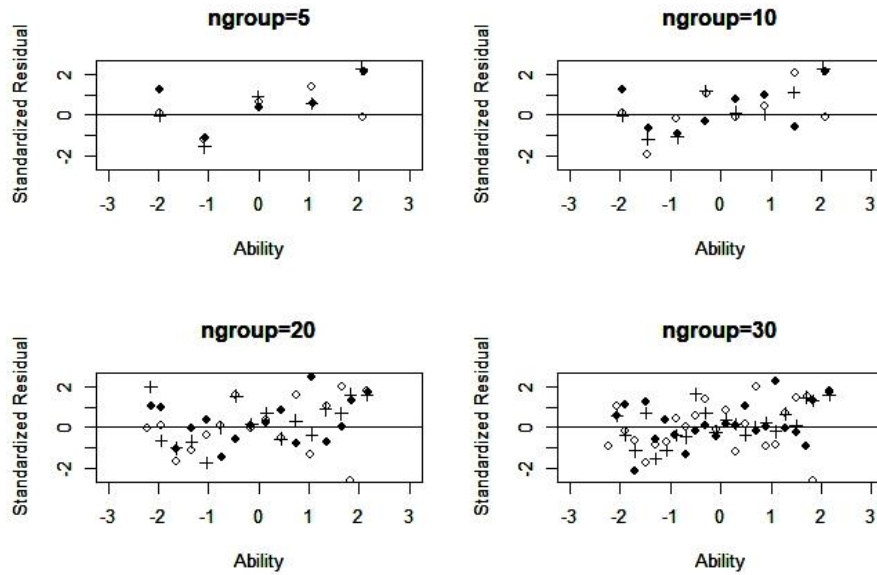 ngroup=5
Standardized Residual
2
0
-2
-3 -2 -1 0 1 2 3
Ability
ngroup=10
Standardized Residual
2
0
-2
-3 -2 -1 0 1 2 3
Ability
ngroup=20
Standardized Residual
2
0
-2
-3 -2 -1 0 1 2 3
Ability
ngroup=30
Standardized Residual
2
0
-2
-3 -2 -1 0 1 2 3
Ability